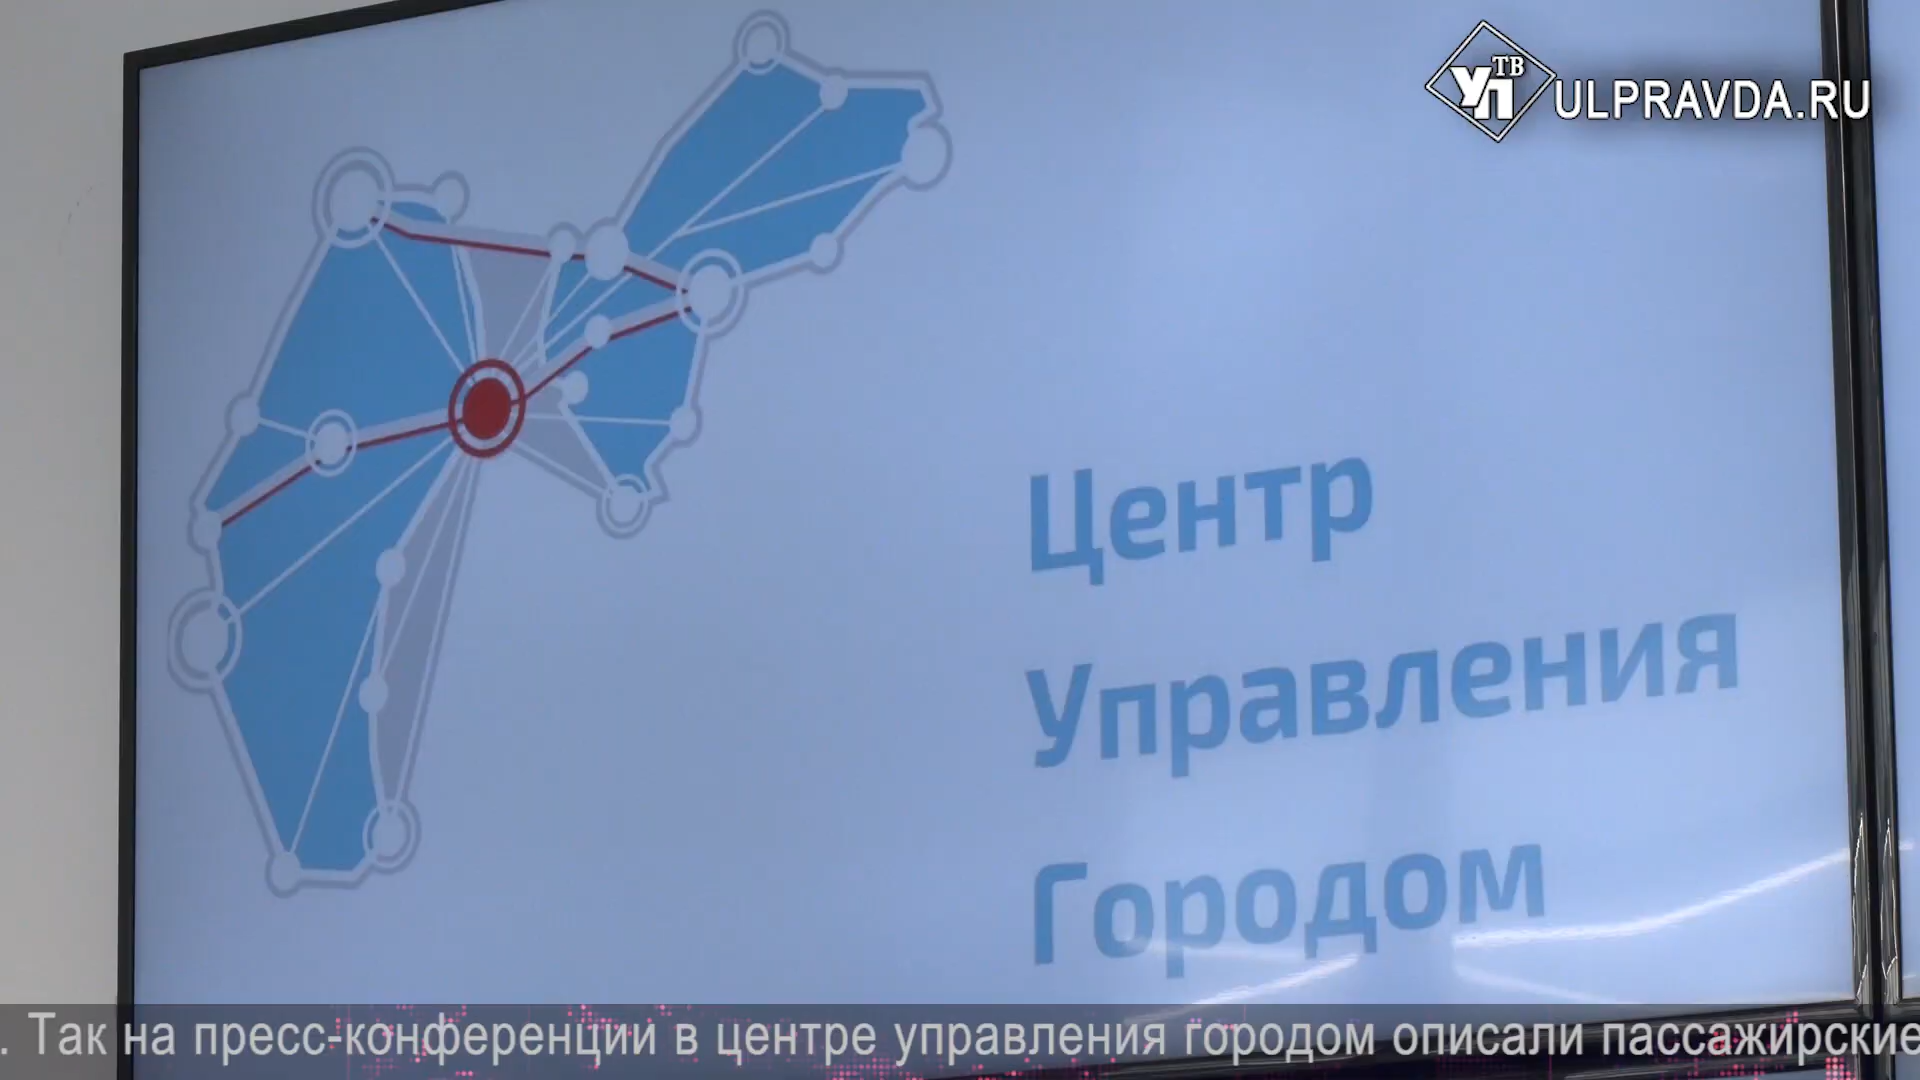 ТВ
УП
ULPRAVDA.RU
Центр
Управления
Городом
. Так на пресс-конференции в центре управления городом описали пассажирские